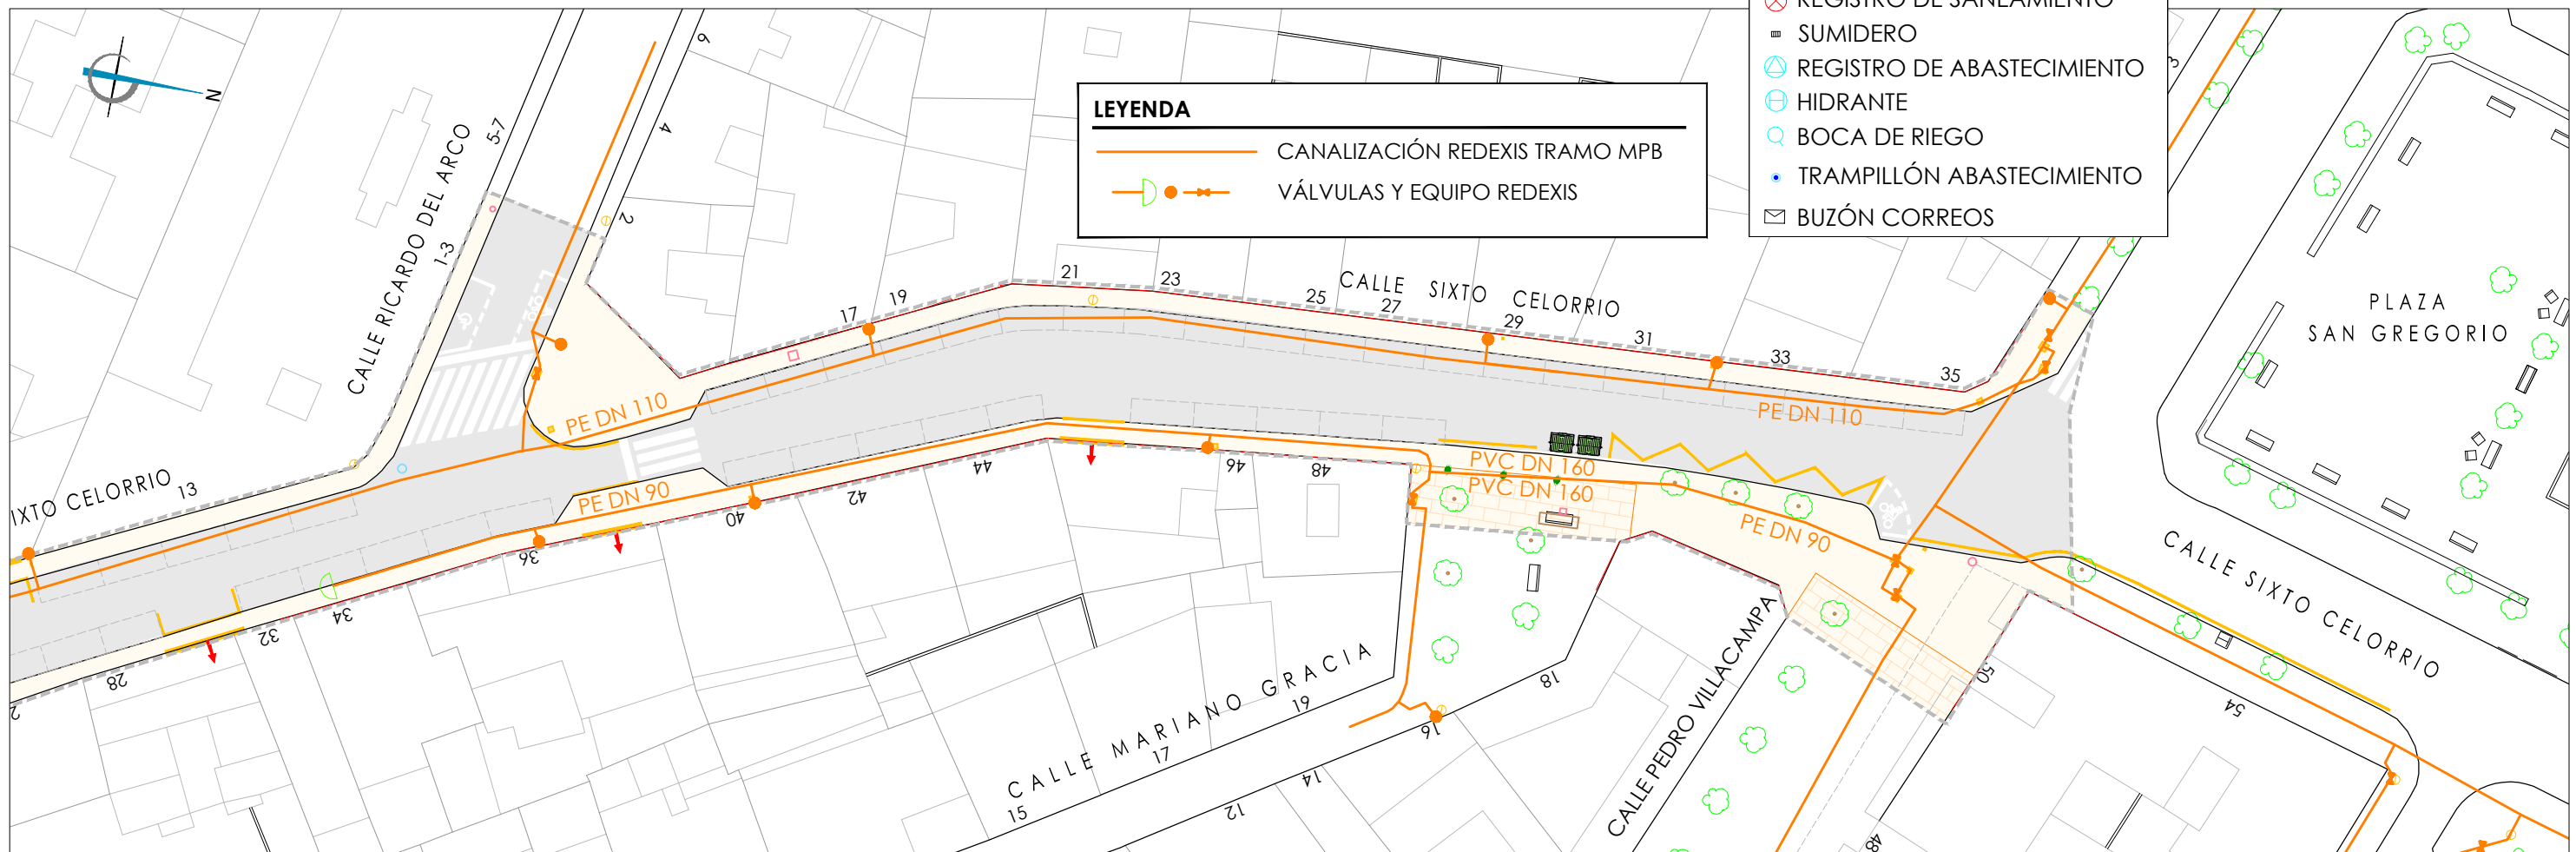 REGISTRO DE SANEAMIENTO
SUMIDERO
REGISTRO DE ABASTECIMIENTO
HIDRANTE
BOCA DE RIEGO
TRAMPILLÓN ABASTECIMIENTO
BUZÓN CORREOS
LEYENDA
CANALIZACIÓN REDEXIS TRAMO MPB
VÁLVULAS Y EQUIPO REDEXIS
N
CALLE RICARDO DEL ARCO
5-7
1-3
6
4
2
17
19
21
23
25
27
29
31
33
35
3
CALLE SIXTO CELORRIO
PLAZA
SAN GREGORIO
PE DN 110
PE DN 110
IXTO CELORRIO
13
PE DN 90
PVC DN 160
PVC DN 160
PE DN 90
28
32
34
36
40
42
44
46
48
2
CALLE MARIANO GRACIA
15
17
19
12
14
16
18
CALLE PEDRO VILLACAMPA
50
54
48
CALLE SIXTO CELORRIO